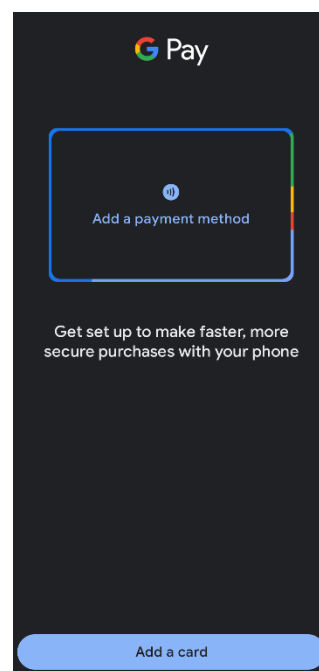 G Pay
Add a payment method
Get set up to make faster, more
secure purchases with your phone
Add a card